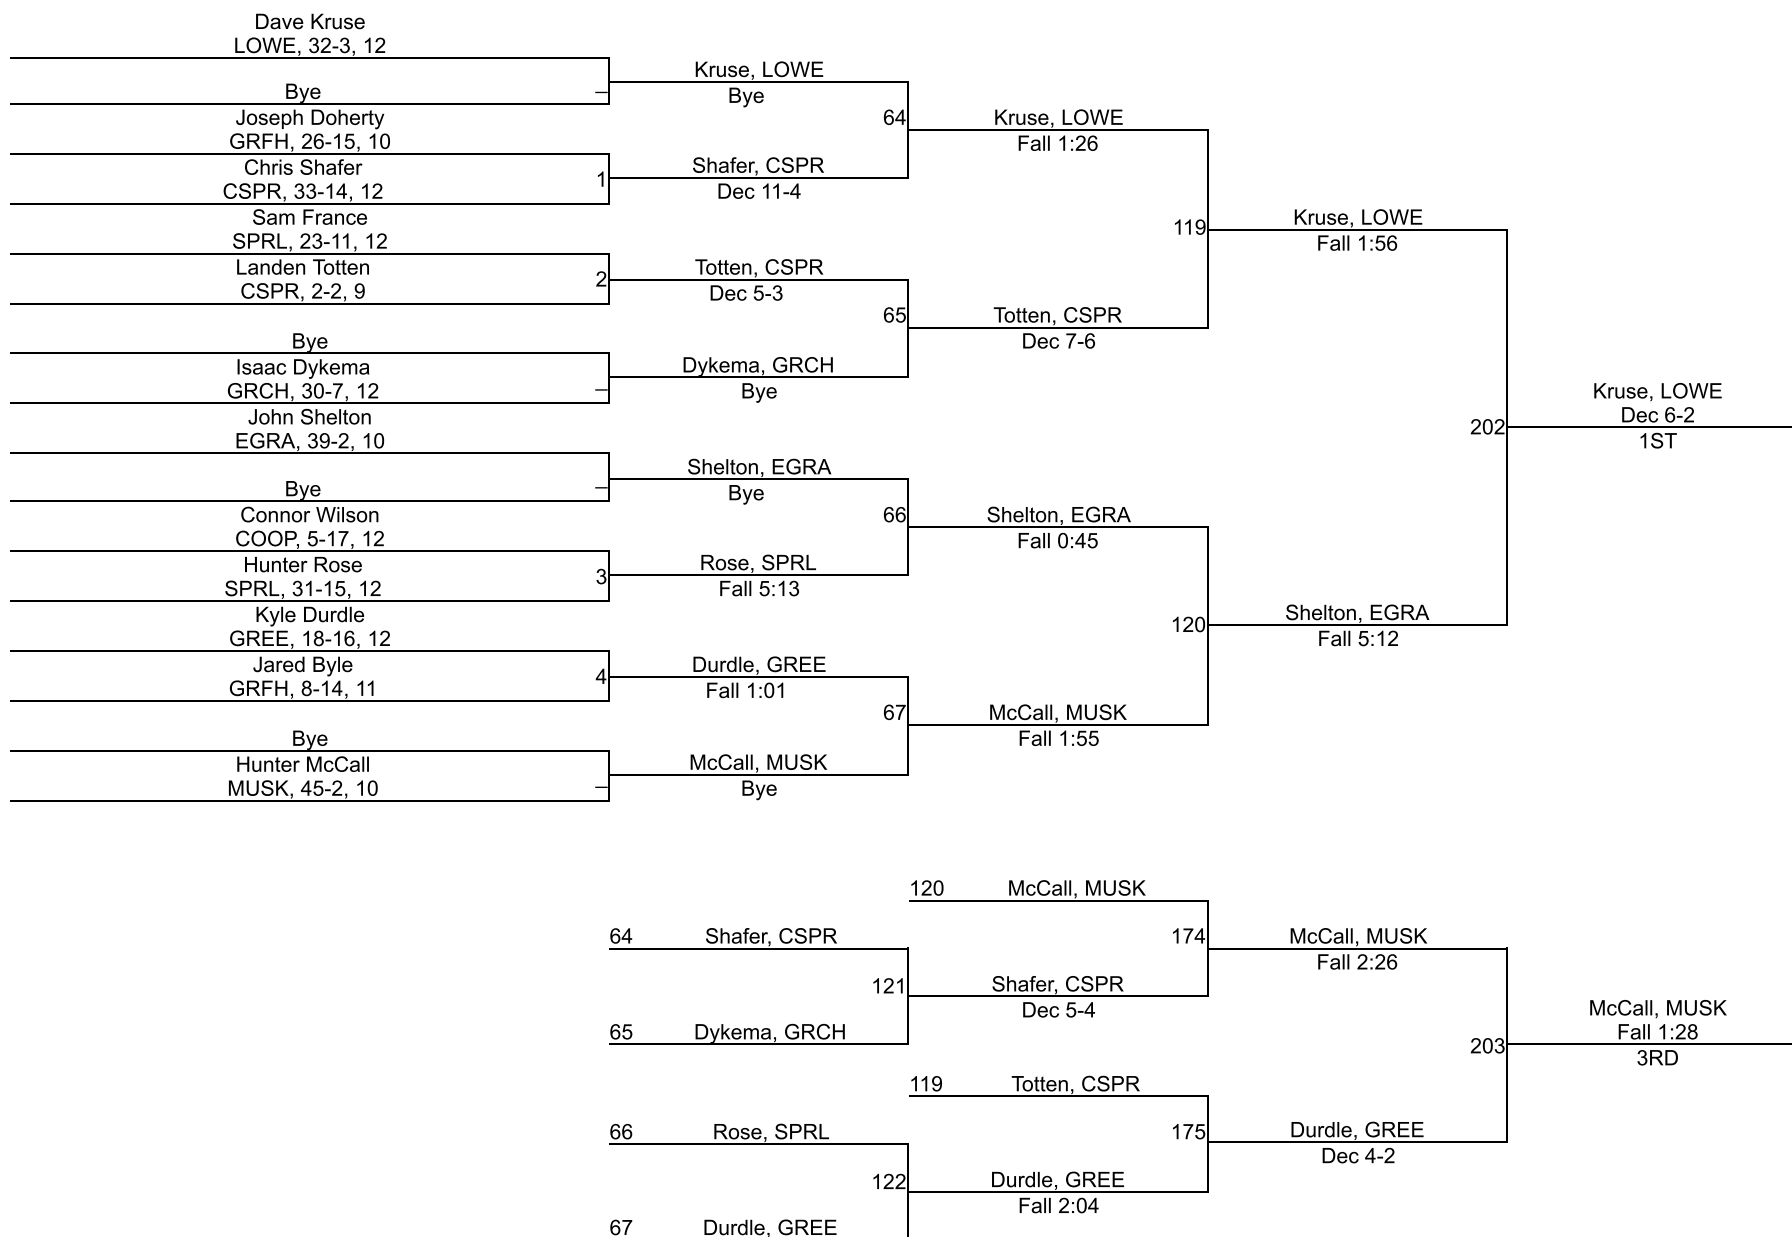 Dave Kruse
LOWE, 32-3, 12
Bye
–
Joseph Doherty
GRFH, 26-15, 10
Chris Shafer
CSPR, 33-14, 12
1
Sam France
SPRL, 23-11, 12
Landen Totten
CSPR, 2-2, 9
2
Bye
Isaac Dykema
GRCH, 30-7, 12
–
John Shelton
EGRA, 39-2, 10
Bye
–
Connor Wilson
COOP, 5-17, 12
Hunter Rose
SPRL, 31-15, 12
3
Kyle Durdle
GREE, 18-16, 12
Jared Byle
GRFH, 8-14, 11
4
Bye
Hunter McCall
MUSK, 45-2, 10
–
Kruse, LOWE
Bye
64
Shafer, CSPR
Dec 11-4
Totten, CSPR
Dec 5-3
65
Dykema, GRCH
Bye
Shelton, EGRA
Bye
66
Rose, SPRL
Fall 5:13
Durdle, GREE
Fall 1:01
67
McCall, MUSK
Bye
Kruse, LOWE
Fall 1:26
119
Totten, CSPR
Dec 7-6
Shelton, EGRA
Fall 0:45
120
McCall, MUSK
Fall 1:55
Kruse, LOWE
Fall 1:56
202
Shelton, EGRA
Fall 5:12
Kruse, LOWE
Dec 6-2
1ST
64 Shafer, CSPR
121
65 Dykema, GRCH
66 Rose, SPRL
122
67 Durdle, GREE
120 McCall, MUSK
174
Shafer, CSPR
Dec 5-4
119 Totten, CSPR
175
Durdle, GREE
Fall 2:04
McCall, MUSK
Fall 2:26
203
Durdle, GREE
Dec 4-2
McCall, MUSK
Fall 1:28
3RD